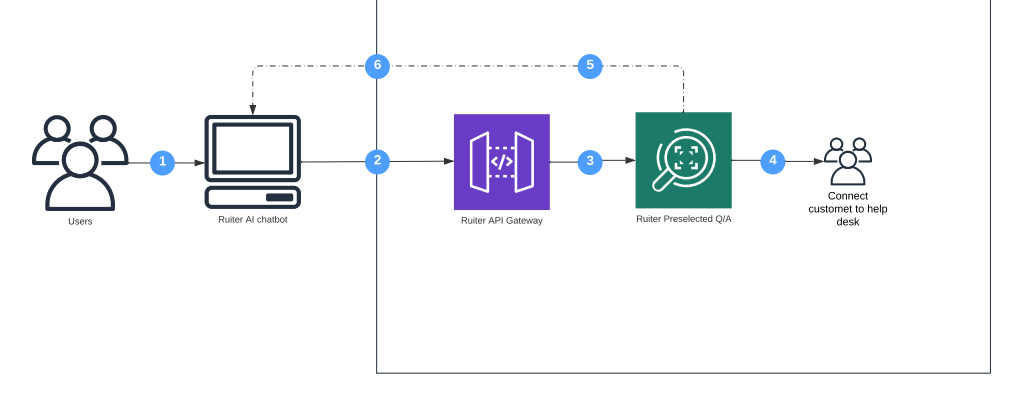 6
5
1
2
3
4
Users
Ruiter AI chatbot
Ruiter API Gateway
Ruiter Preselected Q/A
Connect
customet to help
desk